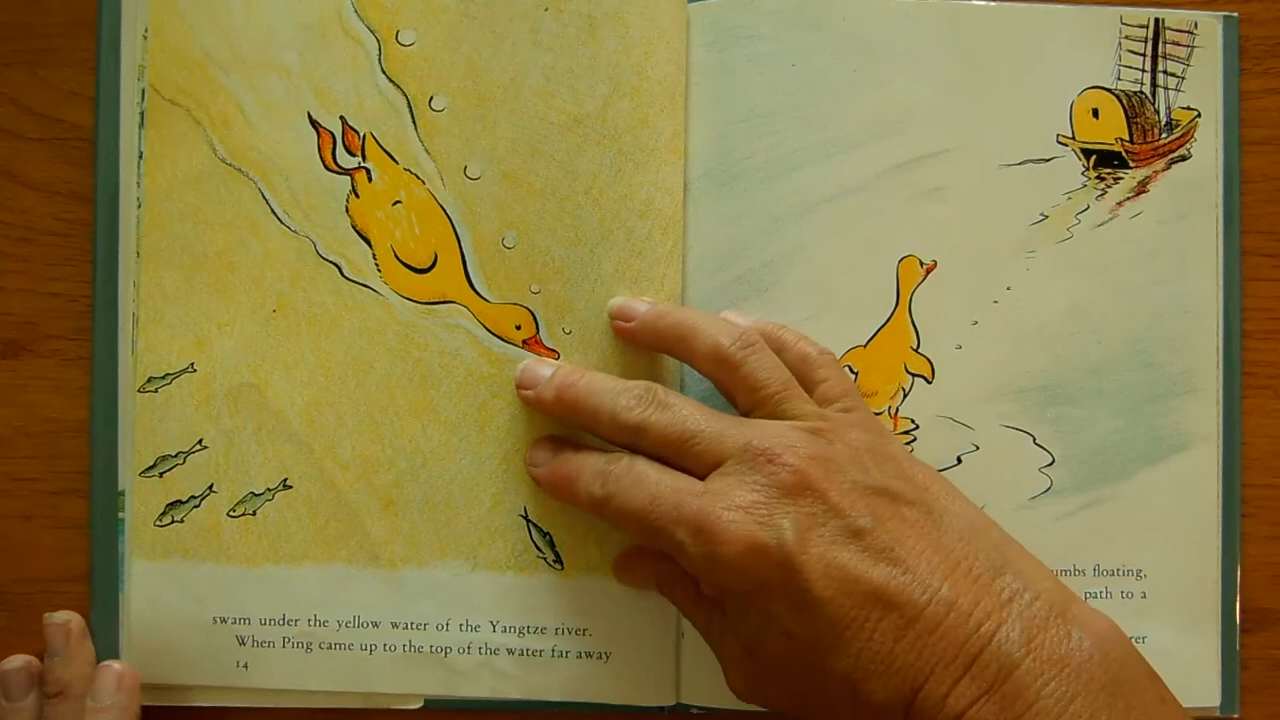 swam under the yellow water of the Yangtze river.
When Ping came up to the top of the water far away
14
floating,
path to a